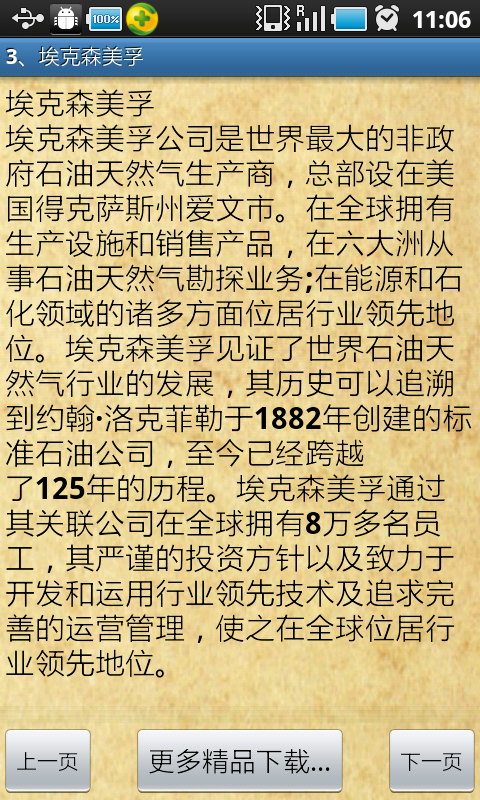 100%
R
11:06
3、埃克森美孚
埃克森美孚
埃克森美孚公司是世界最大的非政
府石油天然气生产商，总部设在美
国得克萨斯州爱文市。在全球拥有
生产设施和销售产品，在六大洲从
事石油天然气勘探业务;在能源和石
化领域的诸多方面位居行业领先地
位。埃克森美孚见证了世界石油天
然气行业的发展，其历史可以追溯
到约翰·洛克菲勒于1882年创建的标
准石油公司，至今已经跨越
了125年的历程。埃克森美孚通过
其关联公司在全球拥有8万多名员
工，其严谨的投资方针以及致力于
开发和运用行业领先技术及追求完
善的运营管理，使之在全球位居行
业领先地位。
上一页
更多精品下载...
下一页